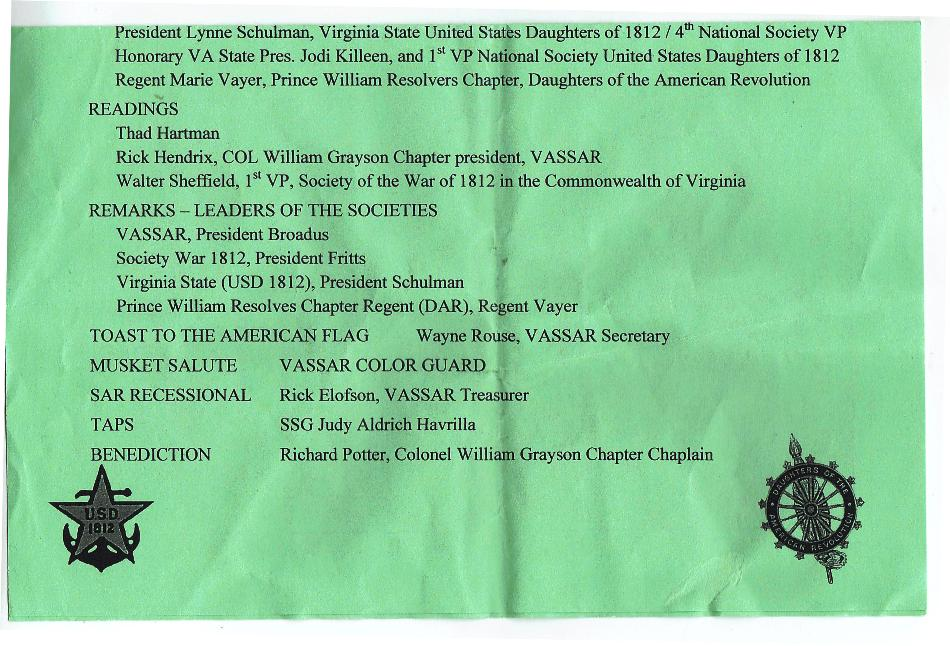 President Lynne Schulman, Virginia State United States Daughters of 1812 / 4th National Society VP
Honorary VA State Pres. Jodi Killeen, and 1st VP National Society United States Daughters of 1812
Regent Marie Vayer, Prince William Resolvers Chapter, Daughters of the American Revolution
READINGS
Thad Hartman
Rick Hendrix, COL William Grayson Chapter president, VASSAR
Walter Sheffield, 1st VP, Society of the War of 1812 in the Commonwealth of Virginia
REMARKS – LEADERS OF THE SOCIETIES
VASSAR, President Broadus
Society War 1812, President Fritts
Virginia State (USD 1812), President Schulman
Prince William Resolves Chapter Regent (DAR), Regent Vayer
TOAST TO THE AMERICAN FLAG Wayne Rouse, VASSAR Secretary
MUSKET SALUTE VASSAR COLOR GUARD
SAR RECESSIONAL Rick Elofson, VASSAR Treasurer
TAPS SSG Judy Aldrich Havrilla
BENEDICTION Richard Potter, Colonel William Grayson Chapter Chaplain
USD
1812
DAUGHTERS OF THE
AMERICAN REVOLUTION